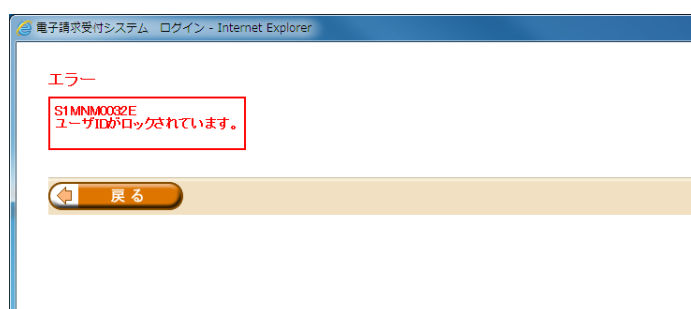 電子請求受付システム ログイン - Internet Explorer
エラー
S1MNM0032E
ユーザIDがロックされています。
戻る